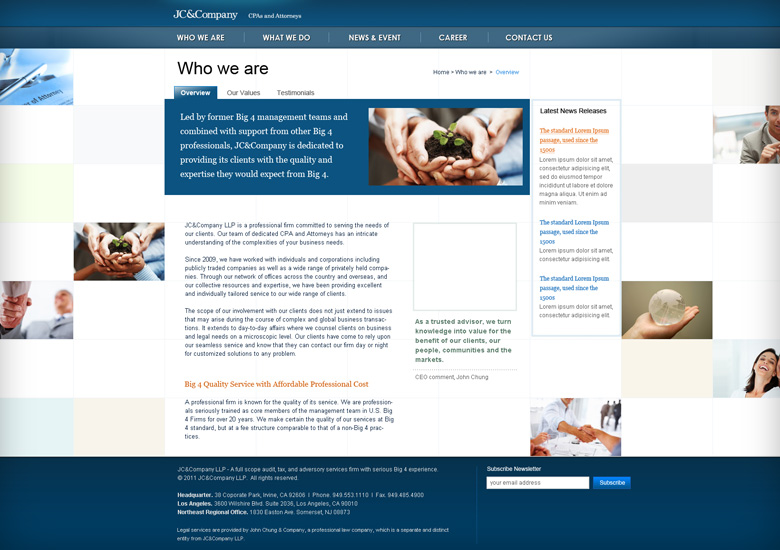 JC&Company CPAs and Attorneys
WHO WE ARE WHAT WE DO NEWS & EVENT CAREER CONTACT US
Who we are
Home > Who we are > Overview
Overview Our Values Testimonials
Led by former Big 4 management teams and
combined with support from other Big 4
professionals, JC&Company is dedicated to
providing its clients with the quality and
expertise they would expect from Big 4.
JC&Company LLP is a professional firm committed to serving the needs of
our clients. Our team of dedicated CPA and Attorneys has an intricate
understanding of the complexities of your business needs.
Since 2009, we have worked with individuals and corporations including
publicly traded companies as well as a wide range of privately held compa-
nies. Through our network of offices across the country and overseas, and
our collective resources and expertise, we have been providing excellent
and individually tailored service to our wide range of clients.
The scope of our involvement with our clients does not just extend to issues
that may arise during the course of complex and global business transac-
tions. It extends to day-to-day affairs where we counsel clients on business
and legal needs on a microscopic level. Our clients have come to rely upon
our seamless service and know that they can contact our firm day or night
for customized solutions to any problem.
Big 4 Quality Service with Affordable Professional Cost
A professional firm is known for the quality of its service. We are profession-
als seriously trained as core members of the management team in U.S. Big
4 Firms for over 20 years. We make certain the quality of our services at Big
4 standard, but at a fee structure comparable to that of a non-Big 4 prac-
tices.
As a trusted advisor, we turn
knowledge into value for the
benefit of our clients, our
people, communities and the
markets.
CEO comment, John Chung
Latest News Releases
The standard Lorem Ipsum
passage, used since the
1500s
Lorem ipsum dolor sit amet,
consectetur adipisicing elit,
sed do eiusmod tempor
incididunt ut labore et dolore
magna aliqua. Ut enim ad
minim veniam.
The standard Lorem Ipsum
passage, used since the
1500s
Lorem ipsum dolor sit amet,
consectetur adipisicing elit.
The standard Lorem Ipsum
passage, used since the
1500s
Lorem ipsum dolor sit amet,
consectetur adipisicing elit.
JC&Company LLP - A full scope audit, tax, and adversory services firm with serious Big 4 experience.
© 2011 JC&Company LLP. All rights reserved.
Headquarter. 38 Coporate Park, Irvine, CA 92606 | Phone. 949.553.1110 | Fax. 949.485.4900
Los Angeles. 3600 Wilshire Blvd. Suite 2036, Los Angeles, CA 90010
Northeast Regional Office. 1930 Easton Ave. Somerset, NJ 08873
Legal services are provided by John Chung & Company, a professional law company, which is a separate and distinct
entity from JC&Company LLP.
Subscribe Newsletter
your email address Subscribe